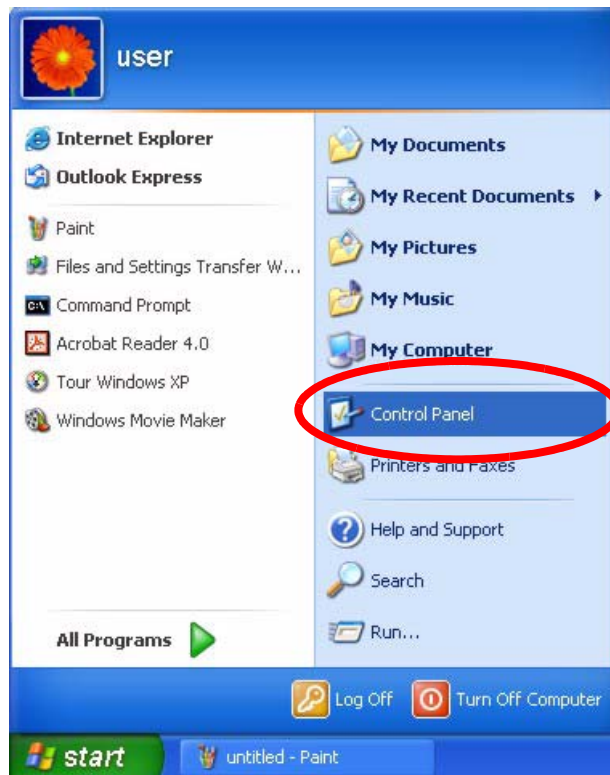 user
Internet Explorer
Outlook Express
Paint
Files and Settings Transfer W...
Command Prompt
Acrobat Reader 4.0
Tour Windows XP
Windows Movie Maker
All Programs
My Documents
My Recent Documents
My Pictures
My Music
My Computer
Control Panel
Printers and Faxes
Help and Support
Search
Run...
Log Off
Turn Off Computer
start
untitled - Paint